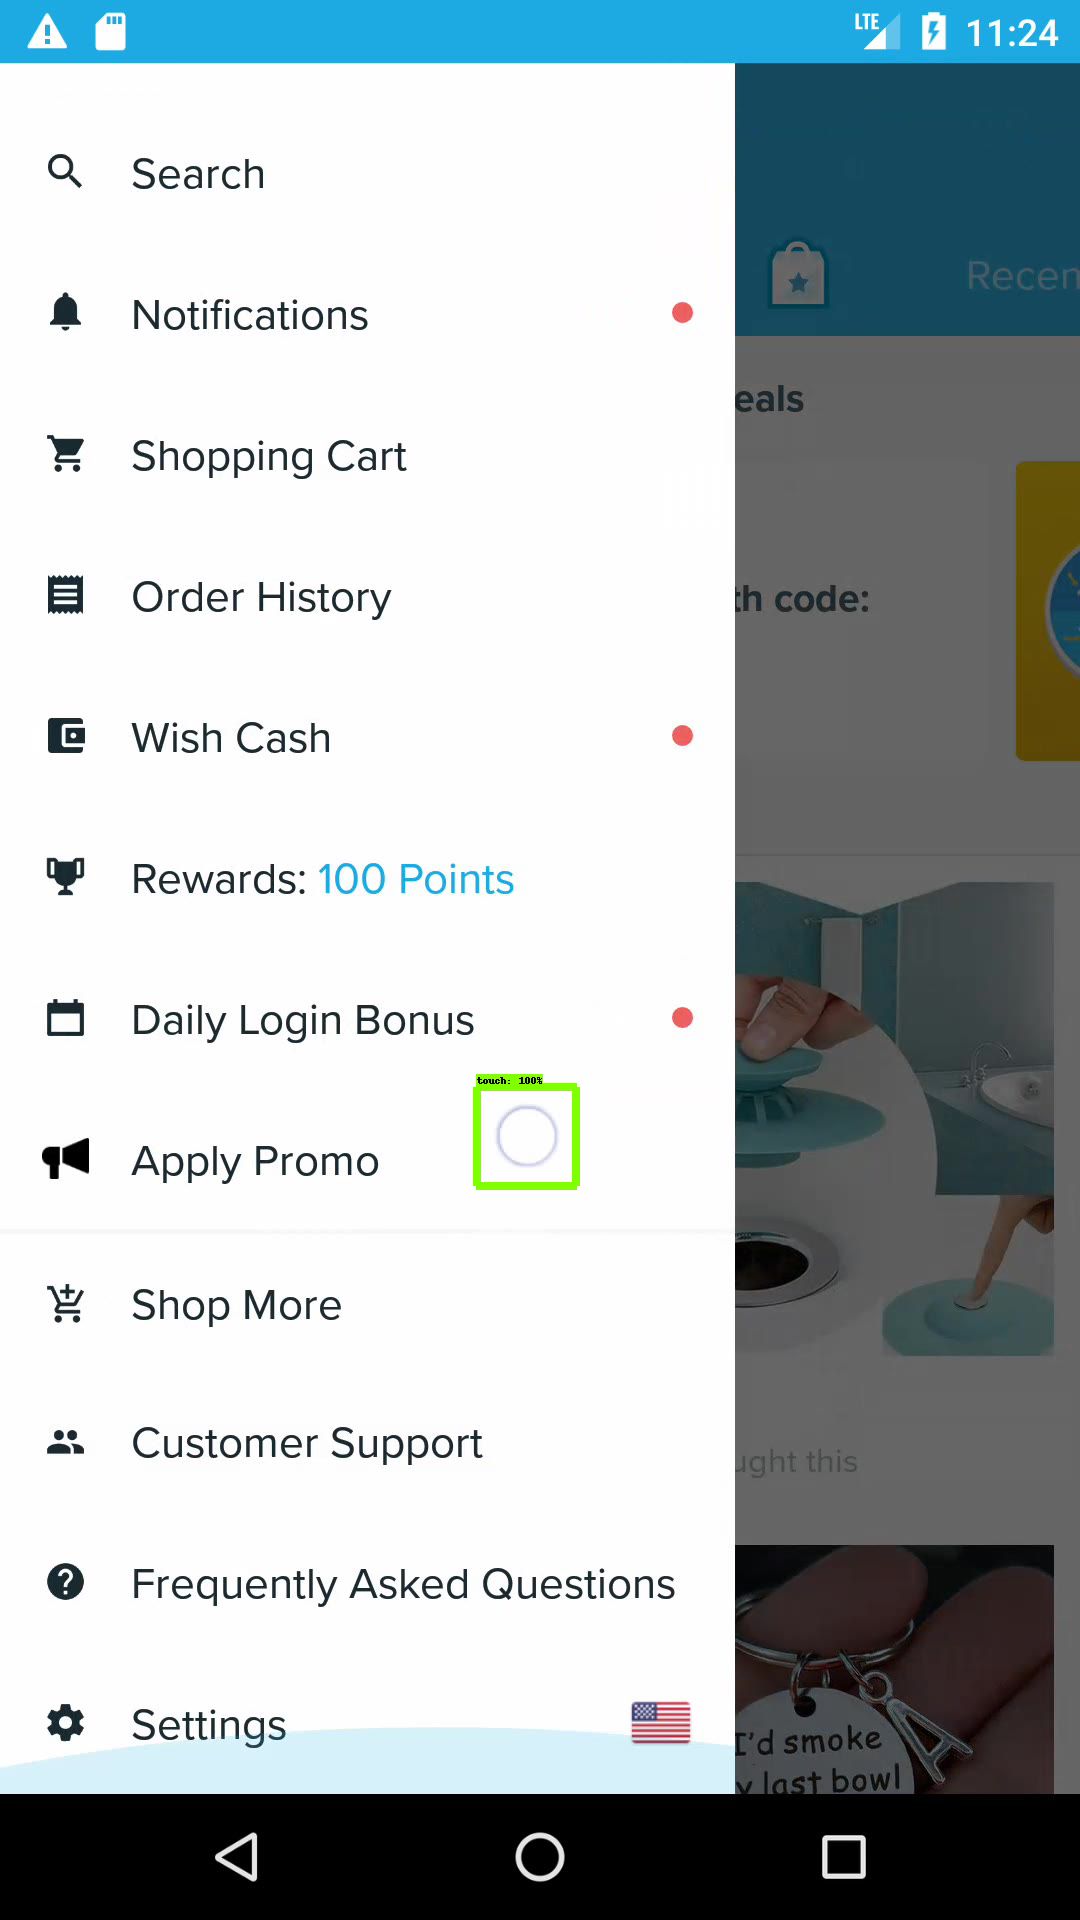 LTE 11:24
Search
Recen
Notifications
eals
Shopping Cart
Order History
th code:
Wish Cash
Rewards: 100 Points
Daily Login Bonus
touch: 100%
Apply Promo
Shop More
Customer Support
ught this
Frequently Asked Questions
Settings
I'd smoke
y last bowl
A